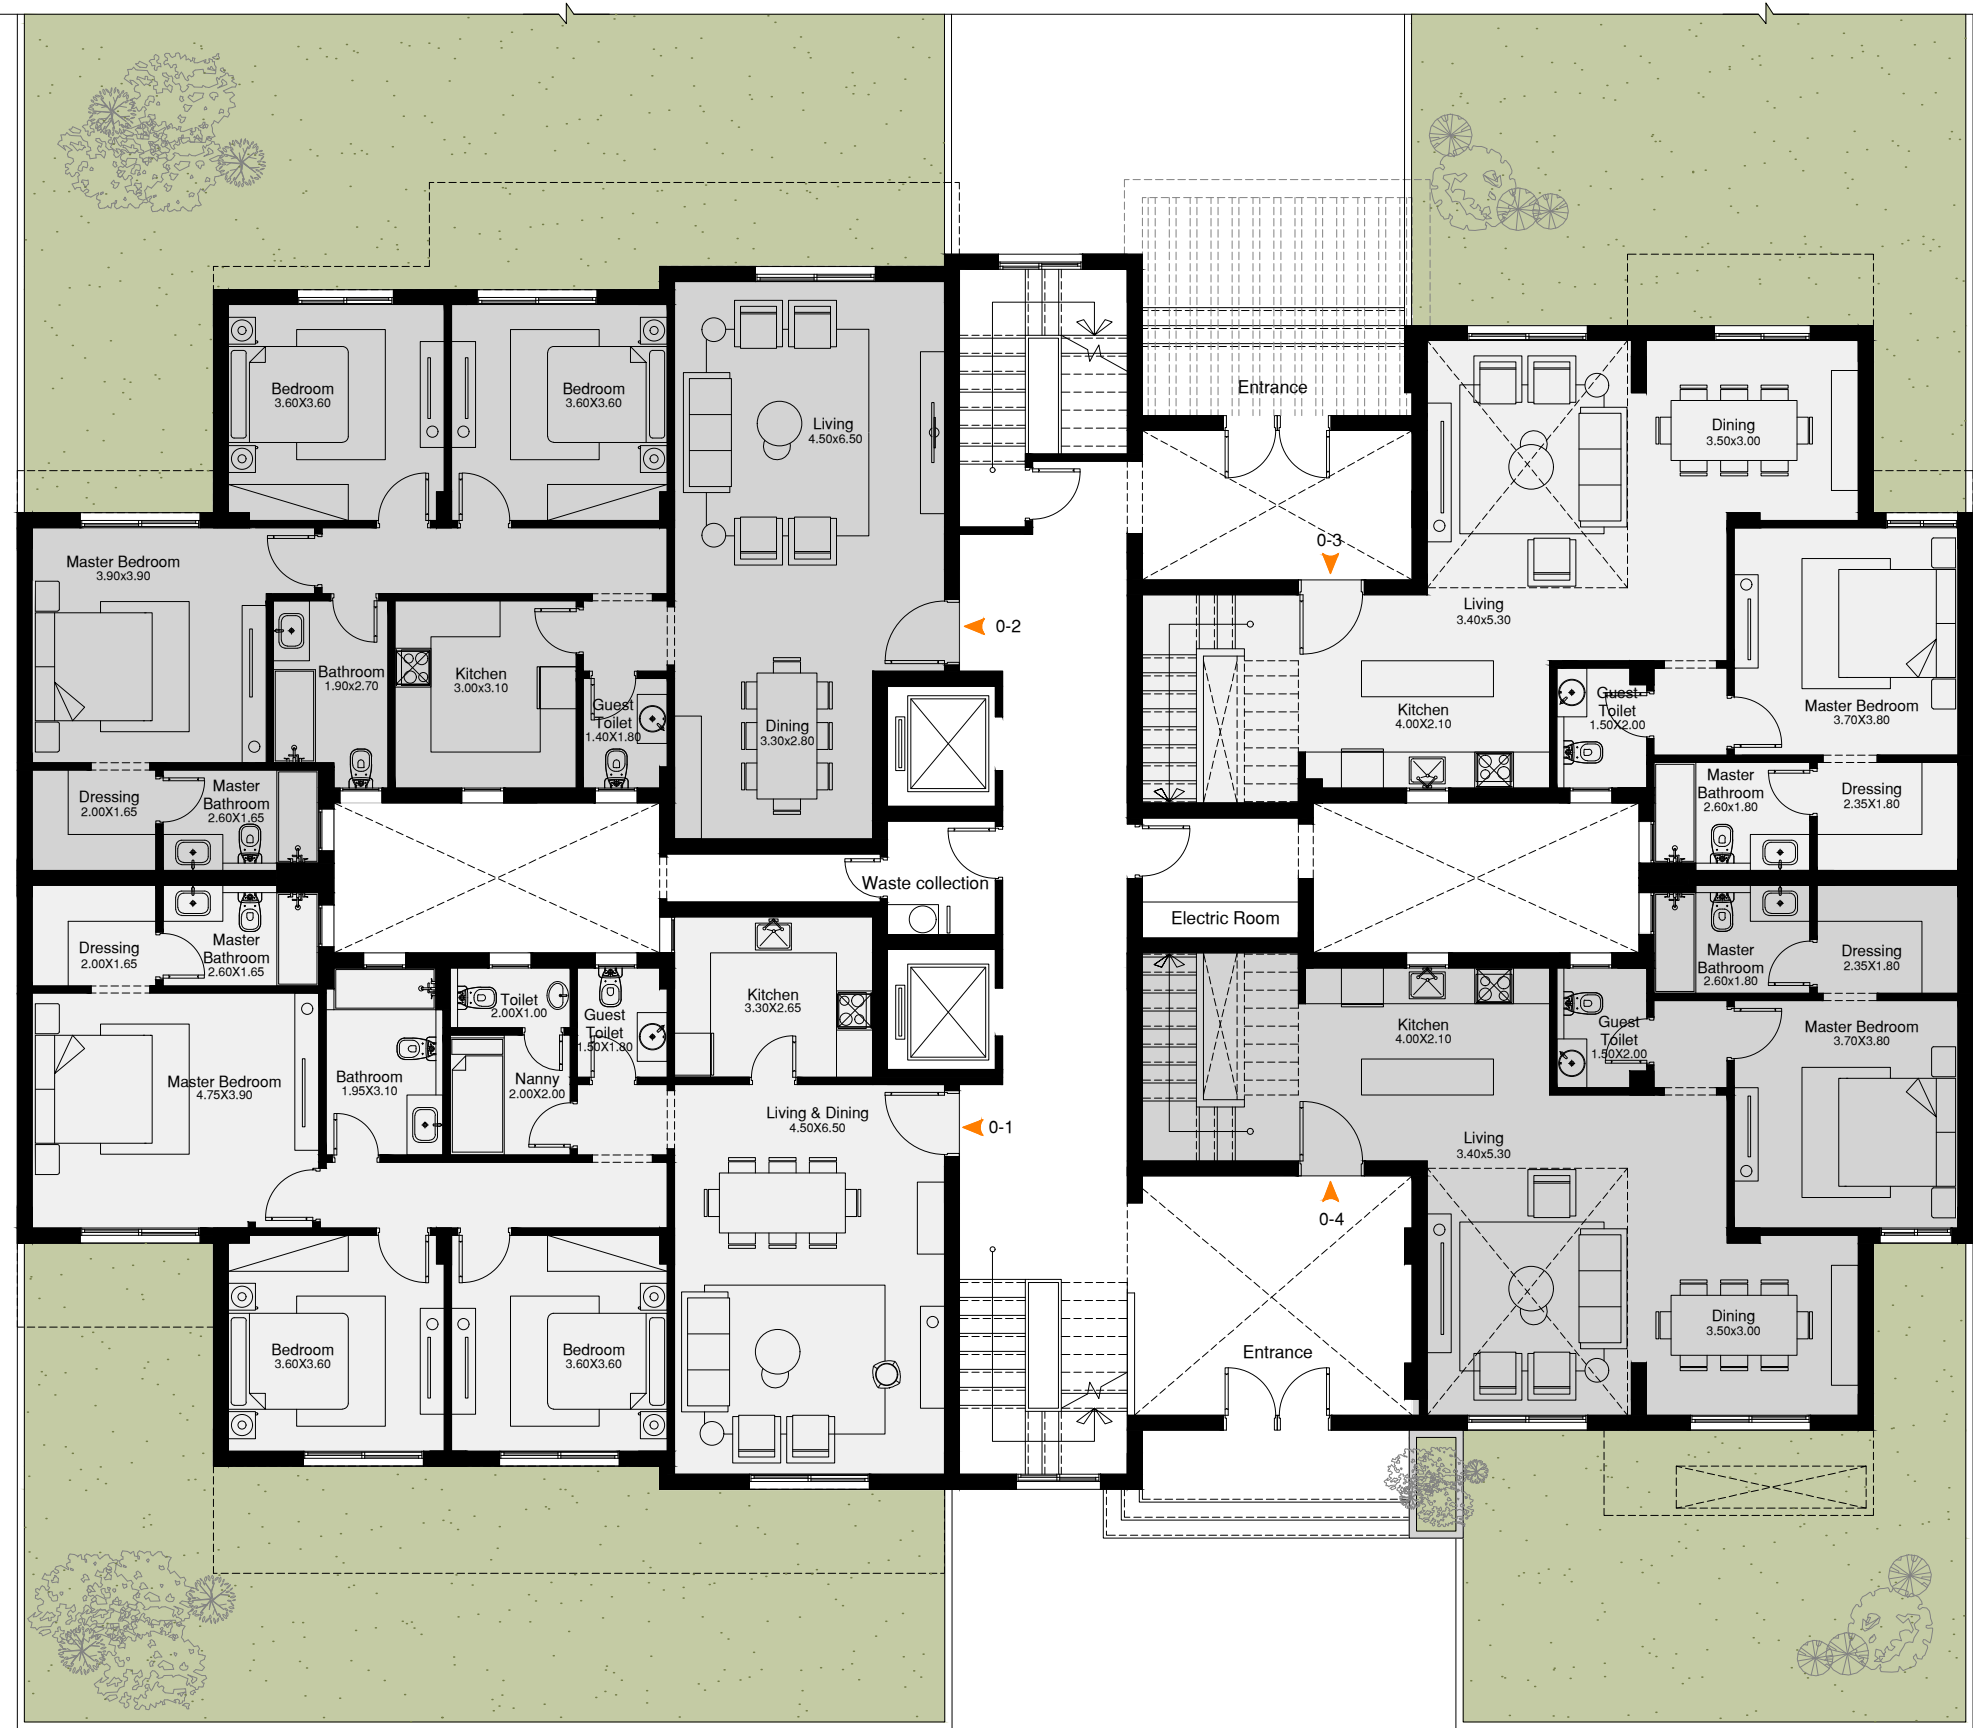 Bedroom
3.60X3.60
Bedroom
3.60X3.60
Living
4.50x6.50
Entrance
Dining
3.50x3.00
Master Bedroom
3.90x3.90
0-3
Living
3.40x5.30
0-2
Bathroom
1.90x2.70
Kitchen
3.00x3.10
Guest
Toilet
1.40X1.80
Dining
3.30x2.80
Kitchen
4.00X2.10
Guest
Toilet
1.50X2.00
Master Bedroom
3.70X3.80
Dressing
2.00X1.65
Master
Bathroom
2.60X1.65
Master
Bathroom
2.60x1.80
Dressing
2.35X1.80
Waste collection
Electric Room
Dressing
2.00X1.65
Master
Bathroom
2.60X1.65
Master
Bathroom
2.60x1.80
Dressing
2.35X1.80
Toilet
2.00X1.00
Guest
Toilet
1.50X1.80
Kitchen
3.30X2.65
Kitchen
4.00X2.10
Guest
Toilet
1.50X2.00
Master Bedroom
3.70X3.80
Master Bedroom
4.75X3.90
Bathroom
1.95X3.10
Nanny
2.00X2.00
Living & Dining
4.50X6.50
0-1
Living
3.40x5.30
0-4
Bedroom
3.60X3.60
Bedroom
3.60X3.60
Entrance
Dining
3.50x3.00